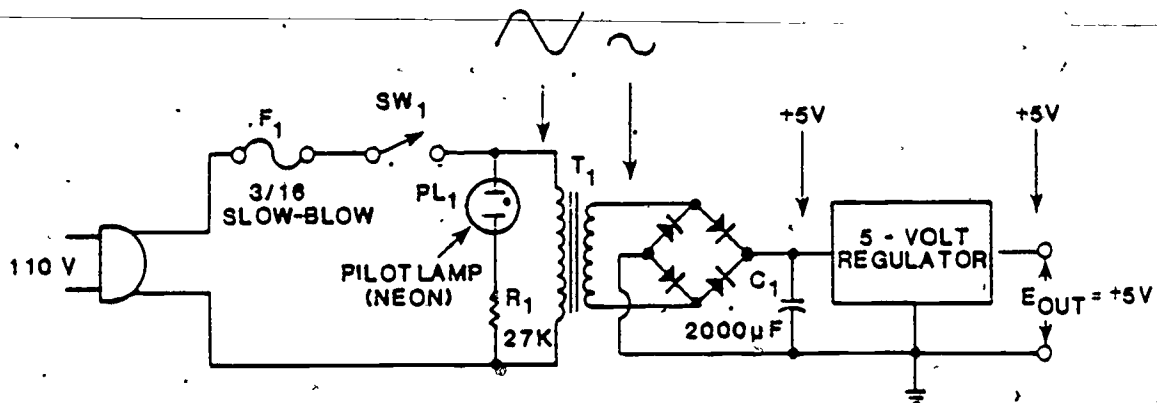 SW1
F1
+5V
+5V
T1
3/16
SLOW-BLOW
PL1
5 - VOLT
REGULATOR
110 V
PILOT LAMP
(NEON)
C1
R1
27K
2000µF
EOUT = +5V